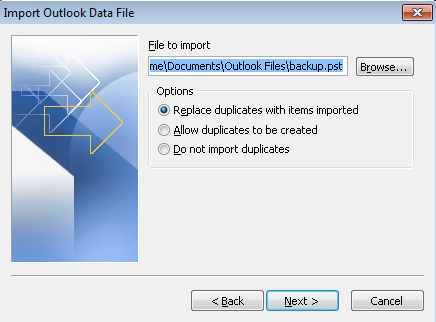 Import Outlook Data File
File to import
me\Documents\Outlook Files\backup.pst
Browse...
Options
Replace duplicates with items imported
Allow duplicates to be created
Do not import duplicates
< Back
Next >
Cancel